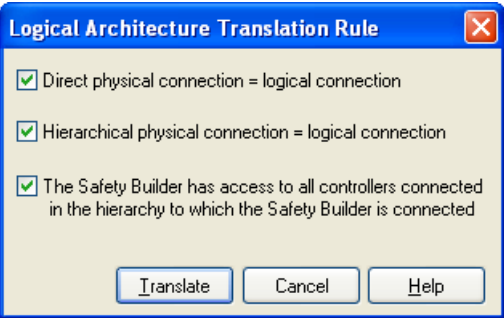 Logical Architecture Translation Rule
Direct physical connection = logical connection
Hierarchical physical connection = logical connection
The Safety Builder has access to all controllers connected
in the hierarchy to which the Safety Builder is connected
Translate Cancel Help